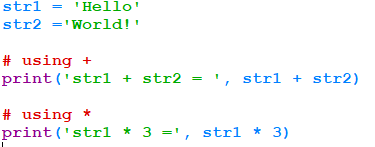 str1 = 'Hello'
str2 ='World!'
# using +
print('str1 + str2 = ', str1 + str2)
# using *
print('str1 * 3 =', str1 * 3)